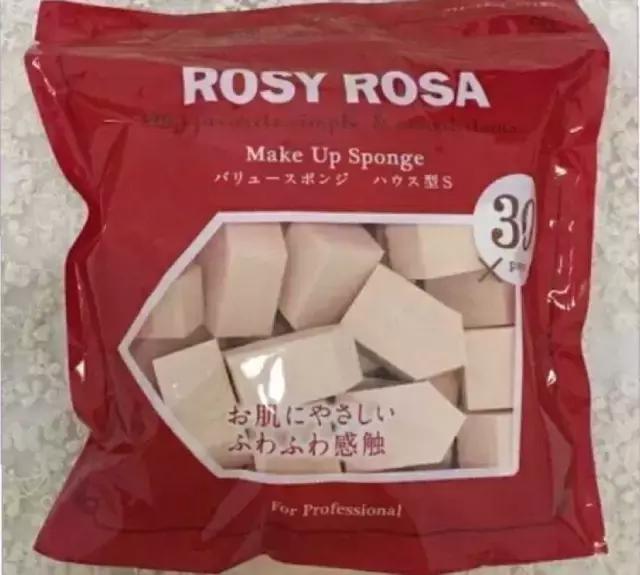 ROSY ROSA
Make Up Sponge
バリュースポンジ ハウス型S
30
お肌にやさしい
ふわふわ感触
For Professional